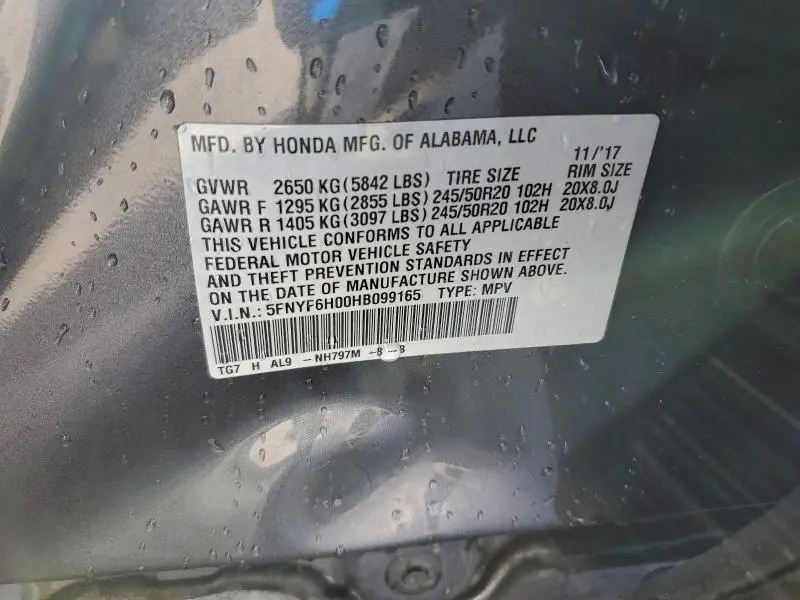 MFD. BY HONDA MFG. OF ALABAMA, LLC 11/'17
GVWR 2650 KG (5842 LBS) TIRE SIZE RIM SIZE
GAWR F 1295 KG (2855 LBS) 245/50R20 102H 20X8.0J
GAWR R 1405 KG (3097 LBS) 245/50R20 102H 20X8.0J
THIS VEHICLE CONFORMS TO ALL APPLICABLE
FEDERAL MOTOR VEHICLE SAFETY
AND THEFT PREVENTION STANDARDS IN EFFECT
ON THE DATE OF MANUFACTURE SHOWN ABOVE.
V.I.N.: 5FNYF6H00HB099165 TYPE: MPV
TG7 H AL9 -NH797M -B -B